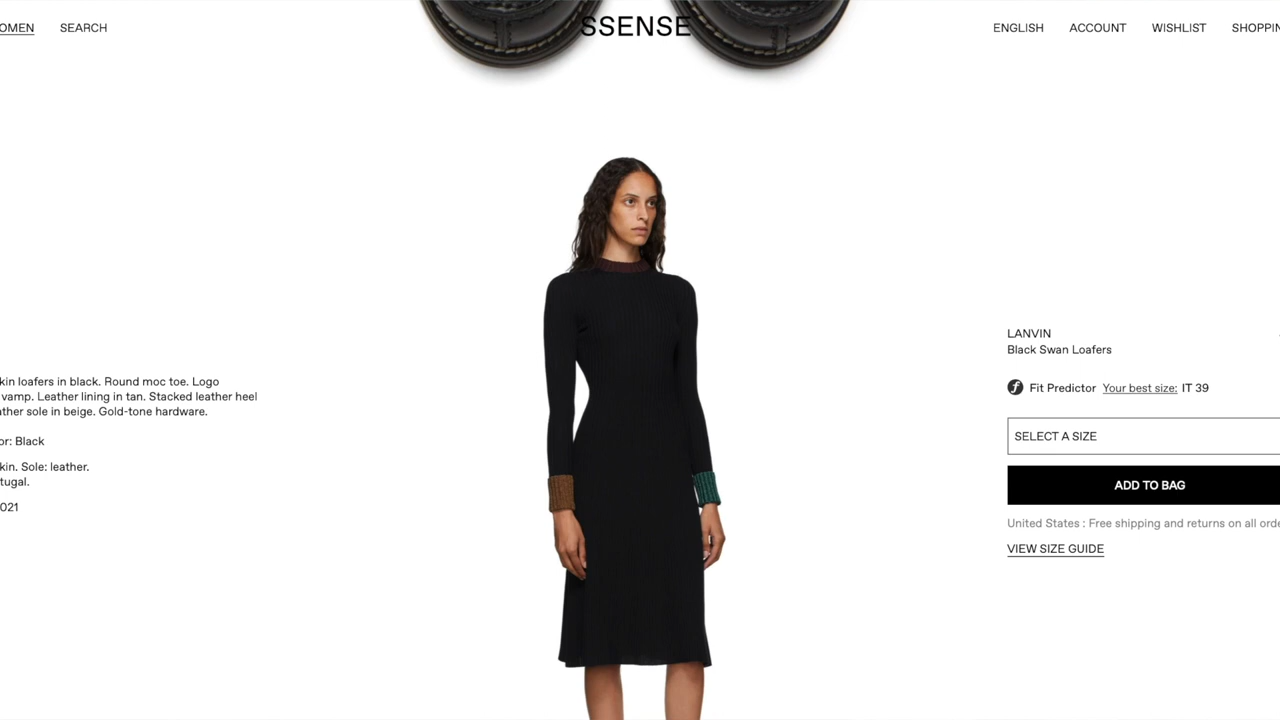 OMEN
SEARCH
SSENSE
ENGLISH
ACCOUNT
WISHLIST
SHOPPIN
kin loafers in black. Round moc toe. Logo
vamp. Leather lining in tan. Stacked leather heel
ather sole in beige. Gold-tone hardware.
or: Black
kin. Sole: leather.
tugal.
021
LANVIN
Black Swan Loafers
f Fit Predictor Your best size: IT 39
SELECT A SIZE
ADD TO BAG
United States : Free shipping and returns on all orde
VIEW SIZE GUIDE